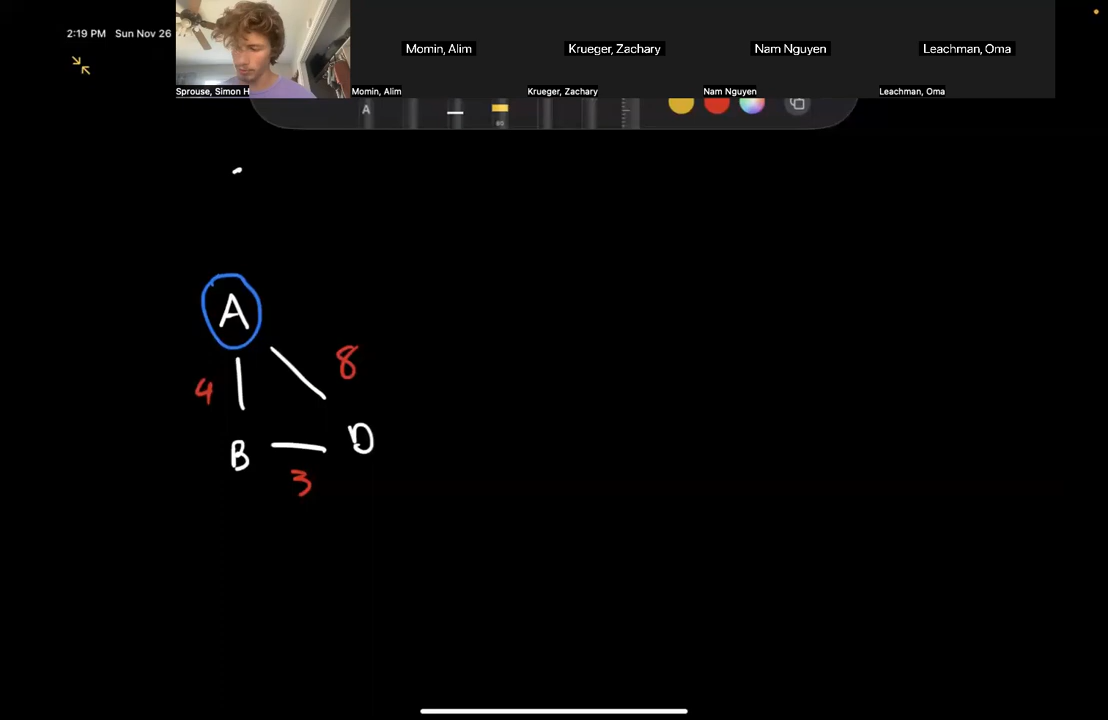 2:19 PM Sun Nov 26
Momin, Alim
Krueger, Zachary
Nam Nguyen
Leachman, Oma
Sprouse, Simon H
Momin, Alim
Krueger, Zachary
Nam Nguyen
Leachman, Oma
A
95
A
8
4
B
D
3